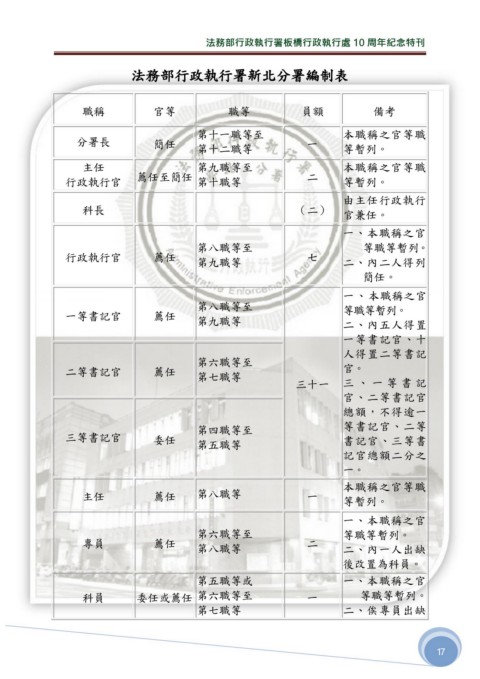 法務部行政執行署板橋行政執行處 10 周年紀念特刊
法務部行政執行署新北分署編制表
職稱 官等 職等 員額 備考
分署長 簡任 第十一職等至 一 本職稱之官等職
第十二職等 等暫列。
主任 薦任至簡任 第九職等至 二 本職稱之官等職
行政執行官 第十職等 等暫列。
科長 （二） 由主任行政執行
官兼任。
行政執行官 薦任 第八職等至 七 一、本職稱之官
第九職等 等職等暫列。
二、內二人得列
簡任。
一等書記官 薦任 第八職等至
第九職等
二等書記官 薦任 第六職等至
第七職等
三等書記官 委任 第四職等至
第五職等
三十一
一、本職稱之官
等職等暫列。
二、內五人得置
一等書記官、十
人得置二等書記
官。
三、一等書記
官、二等書記官
總額，不得逾一
等書記官、二等
書記官、三等書
記官總額二分之
一。
主任 薦任 第八職等 一 本職稱之官等職
等暫列。
專員 薦任 第六職等至 二 一、本職稱之官
第八職等 等職等暫列。
二、內一人出缺
後改置為科員。
科員 委任或薦任 第五職等或 一 一、本職稱之官
第六職等至 等職等暫列。
第七職等 二、俟專員出缺
17